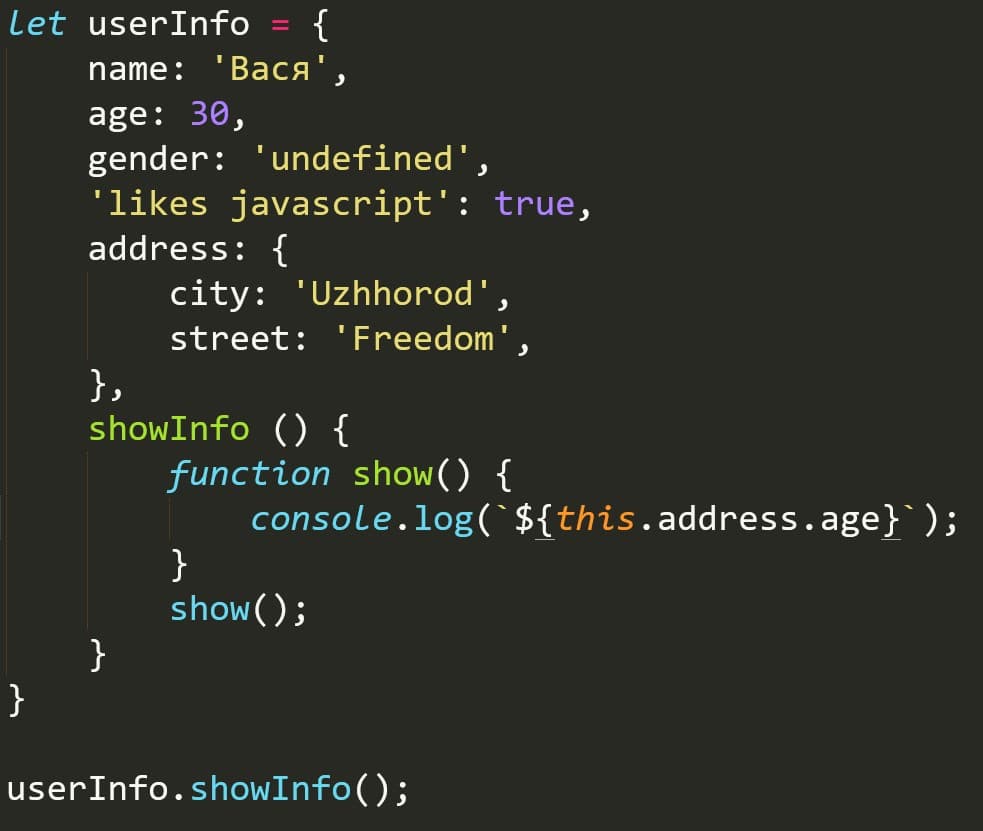 let userInfo = {
    name: 'Вася',
    age: 30,
    gender: 'undefined',
    'likes javascript': true,
    address: {
        city: 'Uzhhorod',
        street: 'Freedom',
    },
    showInfo () {
        function show() {
            console.log(`${this.address.age}`);
        }
        show();
    }
}

userInfo.showInfo();